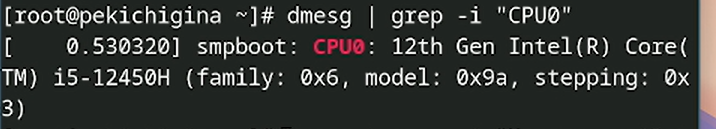 [root@pekichigina ~]# dmesg | grep -i "CPU0"
[    0.530320] smpboot: CPU0: 12th Gen Intel(R) Core(
TM) i5-12450H (family: 0x6, model: 0x9a, stepping: 0x
3)